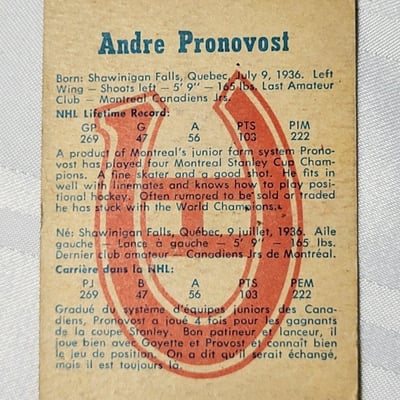 Andre Pronovost
Born: Shawinigan Falls, Quebec, July 9, 1936. Left
Wing — Shoots left — 5' 9" — 165 lbs. Last Amateur
Club — Montreal Canadiens Jrs.
NHL Lifetime Record:
GP G A PTS PIM
269 47 56 103 222
A product of Montreal's junior farm system Prono-
vost has played four Montreal Stanley Cup Cham-
pions. A fine skater and a good shot. He fits in
well with linemates and knows how to play posi-
tional hockey. Often rumored to be sold or traded
he has stuck with the World Champions.
Né: Shawinigan Falls, Québec, 9 juillet, 1936. Aile
gauche — Lance à gauche — 5' 9" — 165 lbs.
Dernier club amateur — Canadiens Jrs de Montréal.
Carrière dans la NHL:
PJ B A PTS PEM
269 47 56 103 222
Gradué du système d'équipes juniors des Cana-
diens, Pronovost a joué 4 fois pour les gagnants
de la coupe Stanley. Bon patineur et lanceur, il
joue bien avec Goyette et Provost et connaît bien
le jeu de position. On a dit qu'il serait échangé,
mais il est toujours là.